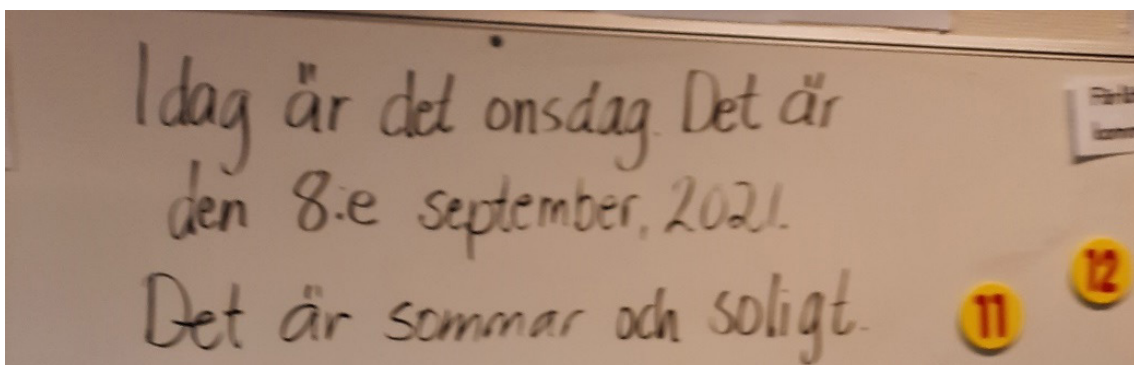 Idag är det onsdag. Det är
den 8:e september, 2021.
Det är sommar och soligt.
11
12